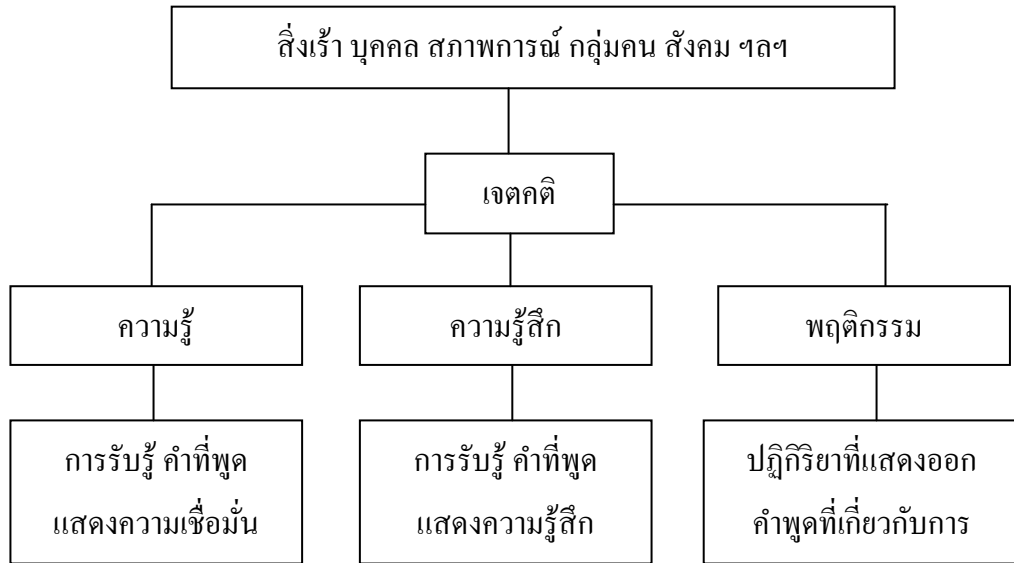 สิ่งเร้า บุคคล สภาพการณ์ กลุ่มคน สังคม ฯลฯ
เจตคติ
ความรู้
ความรู้สึก
พฤติกรรม
การรับรู้ คำที่พูด
แสดงความเชื่อมั่น
การรับรู้ คำที่พูด
แสดงความรู้สึก
ปฏิกิริยาที่แสดงออก
คำพูดที่เกี่ยวกับการ